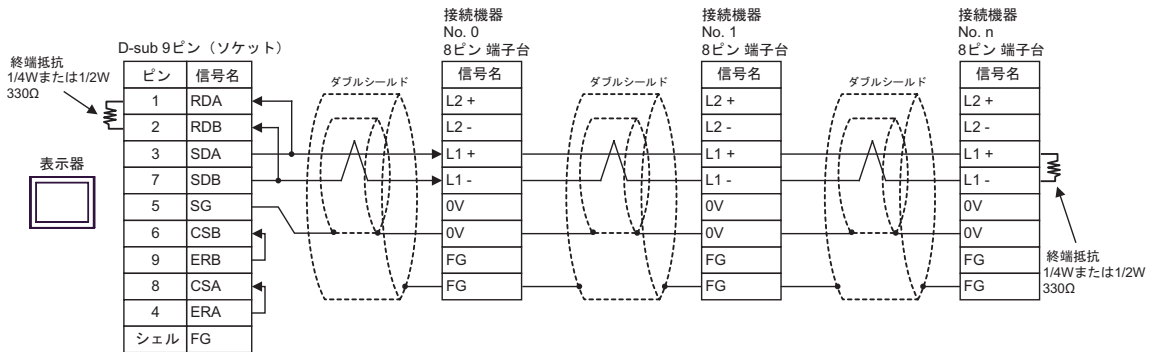 接続機器
No. 0
8ピン 端子台
接続機器
No. 1
8ピン 端子台
接続機器
No. n
8ピン 端子台
D-sub 9ピン（ソケット）
終端抵抗
1/4Wまたは1/2W
330Ω
表示器
ピン 信号名
1 RDA
2 RDB
3 SDA
7 SDB
5 SG
6 CSB
9 ERB
8 CSA
4 ERA
シェル FG
ダブルシールド
信号名
L2 +
L2 -
L1 +
L1 -
0V
0V
FG
FG
ダブルシールド
信号名
L2 +
L2 -
L1 +
L1 -
0V
0V
FG
FG
ダブルシールド
信号名
L2 +
L2 -
L1 +
L1 -
0V
0V
FG
FG
終端抵抗
1/4Wまたは1/2W
330Ω